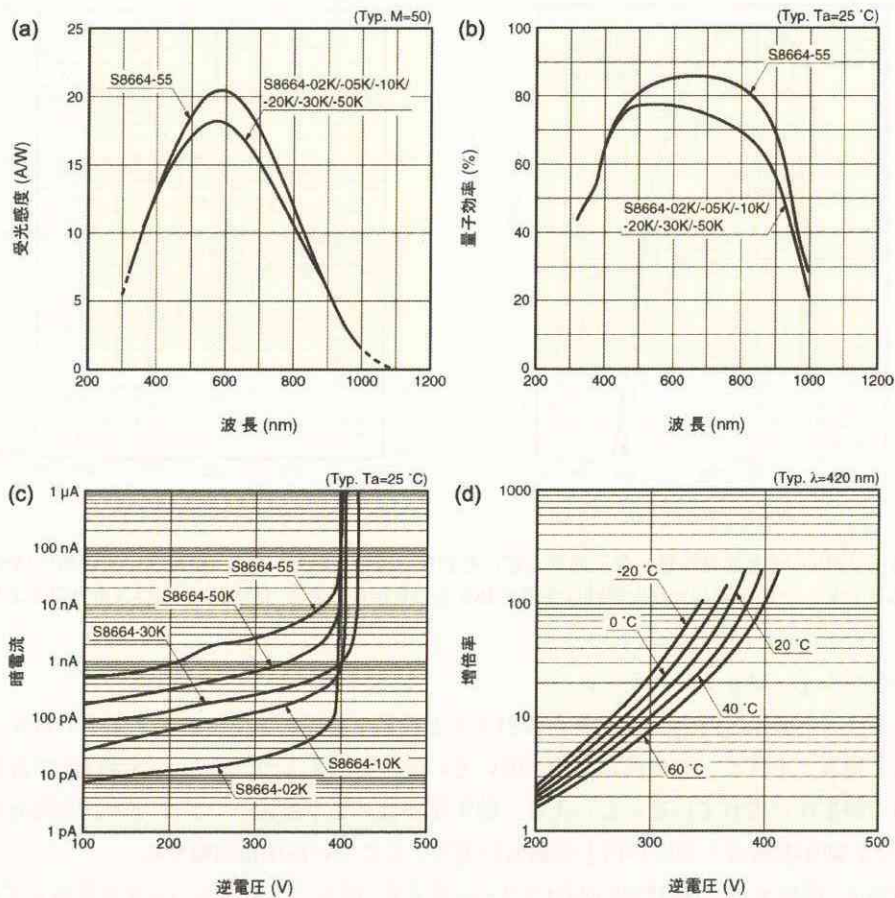 (a)
(Typ. M=50)
25
20
15
10
5
0
受光感度 (A/W)
S8664-55
S8664-02K/-05K/-10K/
-20K/-30K/-50K
200
400
600
800
1000
1200
波 長 (nm)
(b)
(Typ. Ta=25 ˚C)
100
80
60
40
20
0
量子効率 (%)
S8664-55
S8664-02K/-05K/-10K/
-20K/-30K/-50K
200
400
600
800
1000
1200
波 長 (nm)
(c)
(Typ. Ta=25 ˚C)
1 µA
100 nA
10 nA
1 nA
100 pA
10 pA
1 pA
暗電流
S8664-55
S8664-50K
S8664-30K
S8664-10K
S8664-02K
100
200
300
400
500
逆電圧 (V)
(d)
(Typ. λ=420 nm)
1000
100
10
1
増倍率
-20 ˚C
0 ˚C
20 ˚C
40 ˚C
60 ˚C
200
300
400
500
逆電圧 (V)